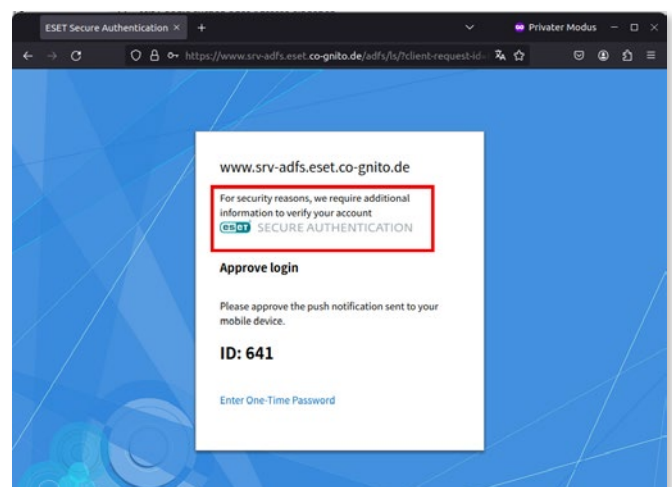 ESET Secure Authentication
Privater Modus
https://www.srv-adfs.eset.co-gnito.de/adfs/ls/?client-request-id=
www.srv-adfs.eset.co-gnito.de
For security reasons, we require additional
information to verify your account
eset SECURE AUTHENTICATION
Approve login
Please approve the push notification sent to your
mobile device.
ID: 641
Enter One-Time Password